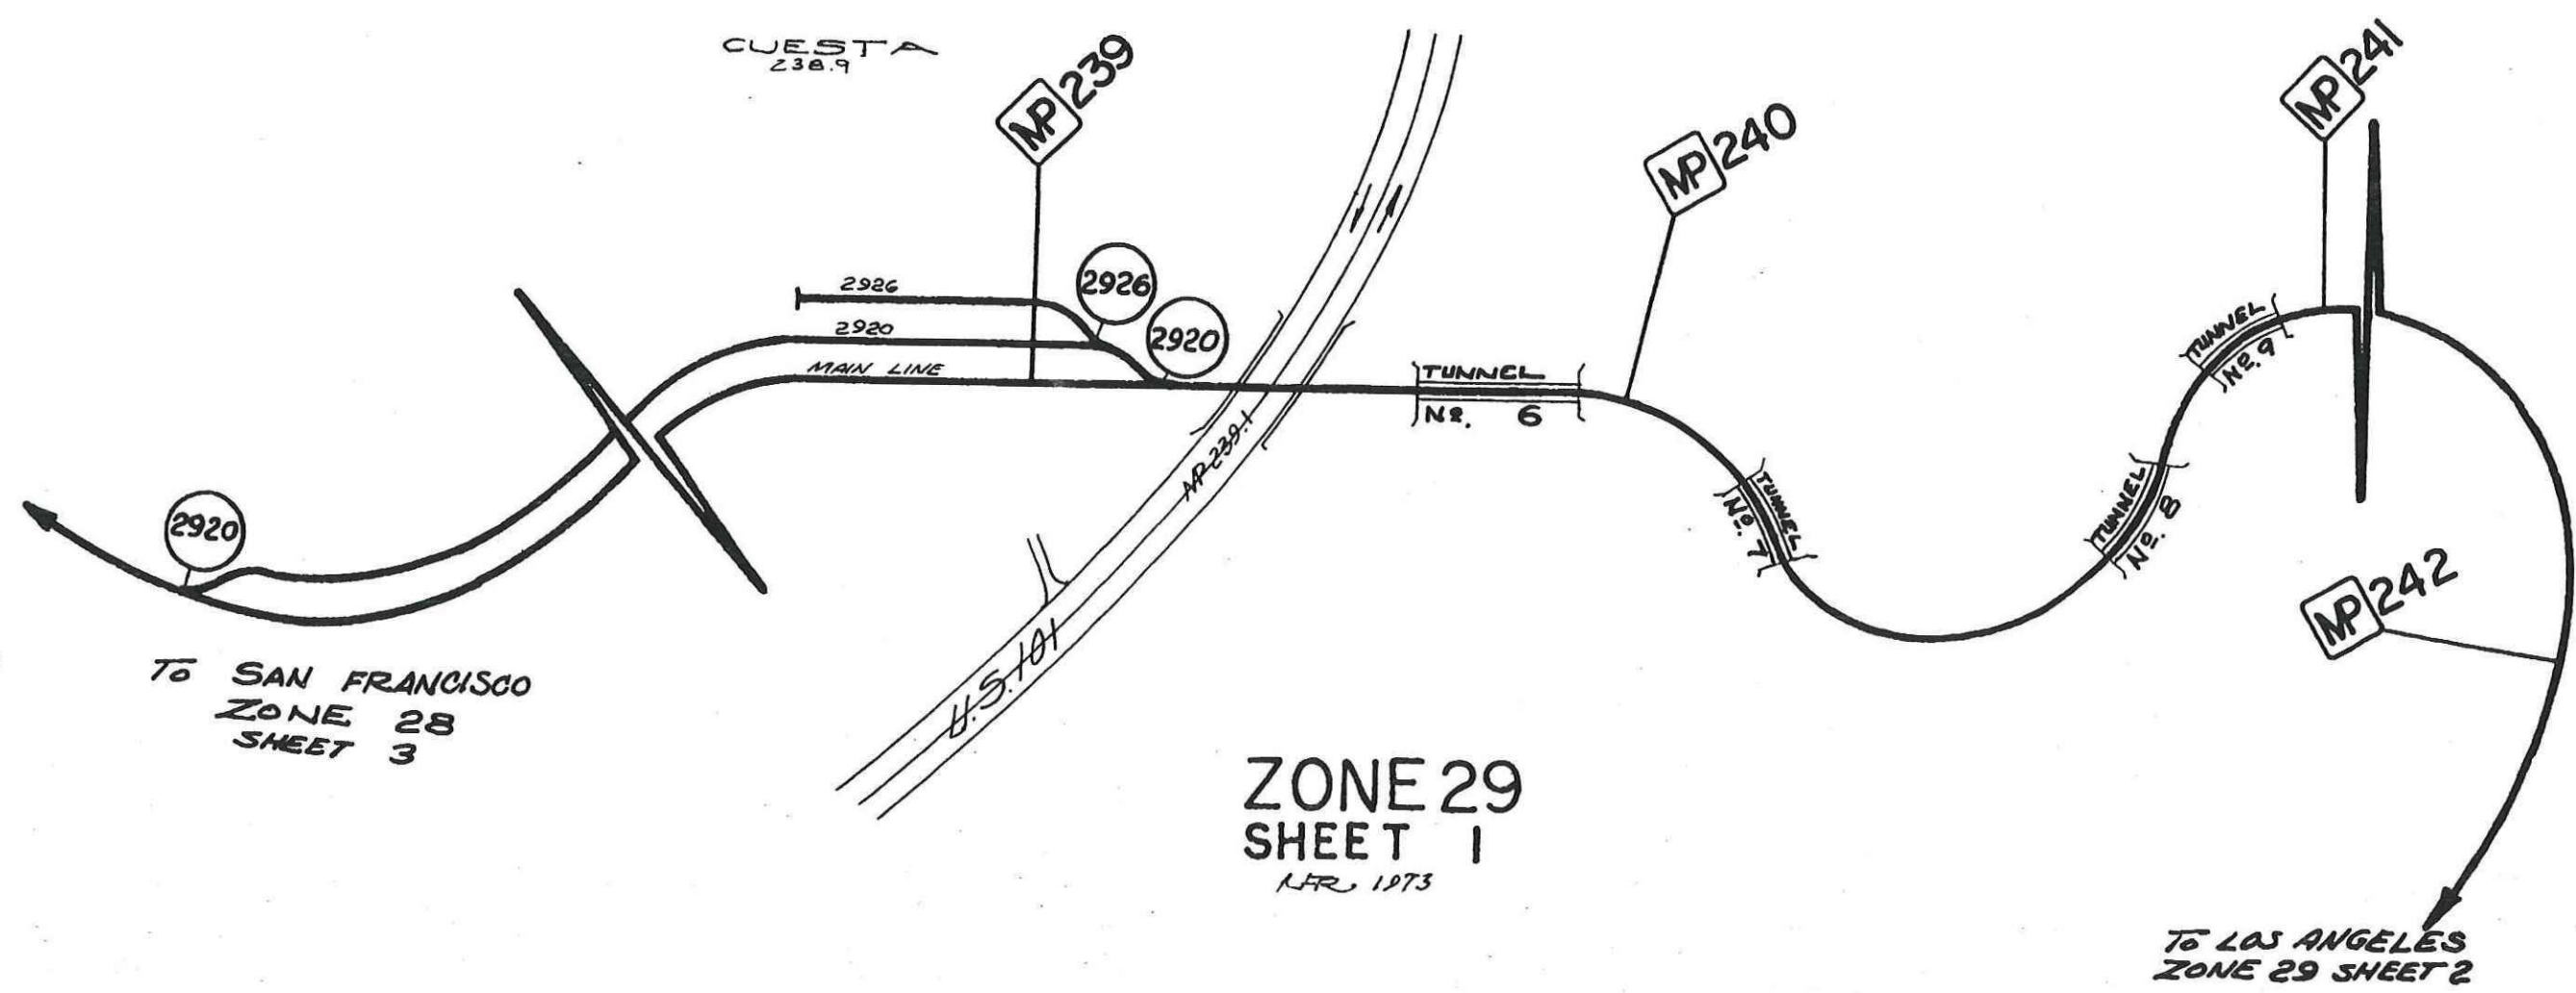 CUESTA
238.9
MP 239
MP 240
MP 241
2926
2926
2920
2920
MAIN LINE
TUNNEL
No. 6
TUNNEL
No. 7
TUNNEL
No. 8
TUNNEL
No. 9
MP 239.1
2920
MP 242
U.S. 101
To SAN FRANCISCO
ZONE 28
SHEET 3
ZONE 29
SHEET 1
1973
To LOS ANGELES
ZONE 29 SHEET 2